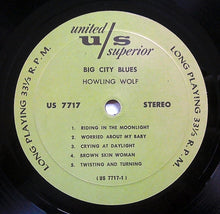 united
u/s
superior
BIG CITY BLUES
HOWLING WOLF
US 7717 STEREO
LONG PLAYING 33⅓ R.P.M.
LONG PLAYING 33⅓ R.P.M.
1. RIDING IN THE MOONLIGHT
2. WORRIED ABOUT MY BABY
3. CRYING AT DAYLIGHT
4. BROWN SKIN WOMAN
5. TWISTING AND TURNING
(US 7717-1)